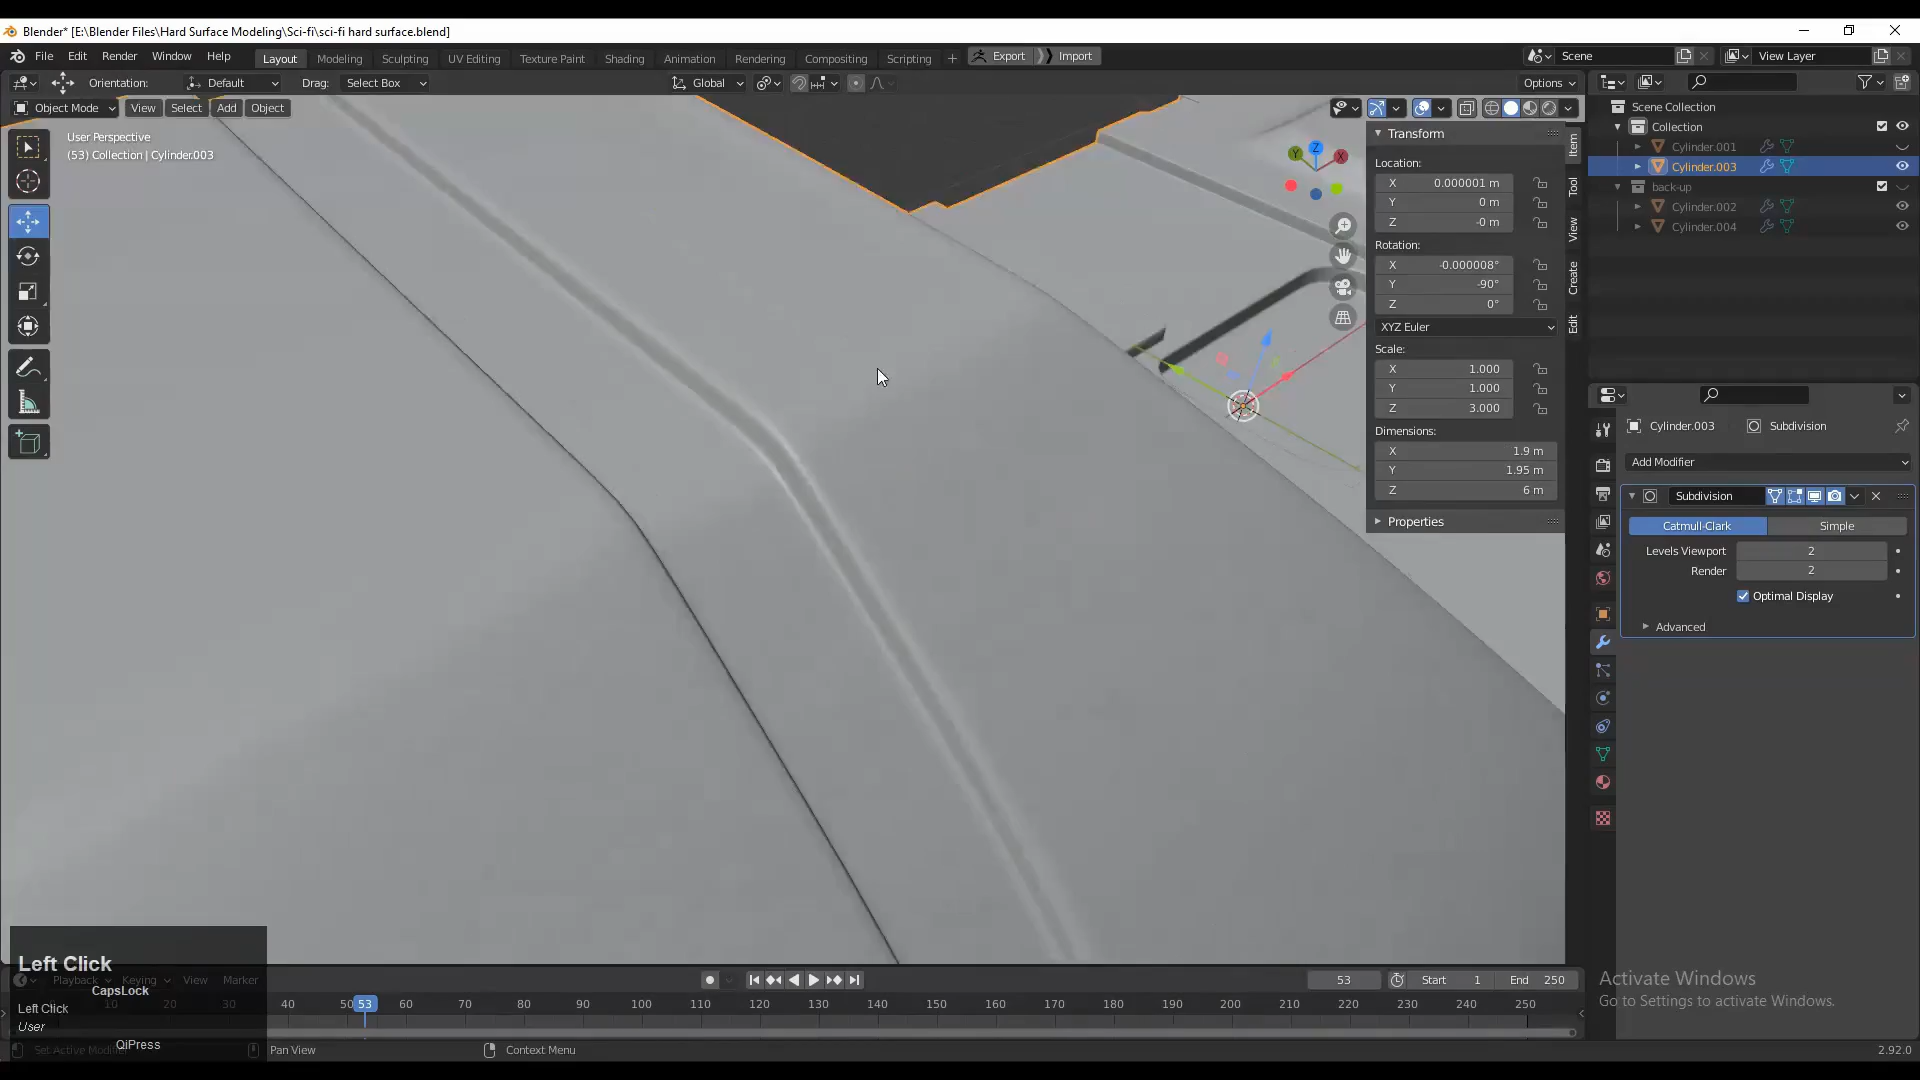 Blender* [E:\Blender Files\Hard Surface Modeling\Sci-fi\sci-fi hard surface.blend]
File Edit Render Window Help Layout Modeling Sculpting UV Editing Texture Paint Shading Animation Rendering Compositing Scripting + Export Import Scene View Layer
Orientation: Default Drag: Select Box Global Options
Object Mode View Select Add Object
User Perspective
(53) Collection | Cylinder.003
Transform
Location:
X 0.000001 m
Y 0 m
Z -0 m
Rotation:
X -0.000008°
Y -90°
Z 0°
XYZ Euler
Scale:
X 1.000
Y 1.000
Z 3.000
Dimensions:
X 1.9 m
Y 1.95 m
Z 6 m
Properties
Item
Tool
View
Create
Edit
Y Z X
Scene Collection
Collection
Cylinder.001
Cylinder.003
back-up
Cylinder.002
Cylinder.004
Cylinder.003 Subdivision
Add Modifier
Subdivision
Catmull-Clark Simple
Levels Viewport 2
Render 2
Optimal Display
Advanced
Left Click
Playback Keying View Marker
CapsLock
Left Click
User
QiPress
53 Start 1 End 250
10 20 30 40 50 53 60 70 80 90 100 110 120 130 140 150 160 170 180 190 200 210 220 230 240 250
Set Active Modifier Pan View Context Menu
Activate Windows
Go to Settings to activate Windows.
2.92.0